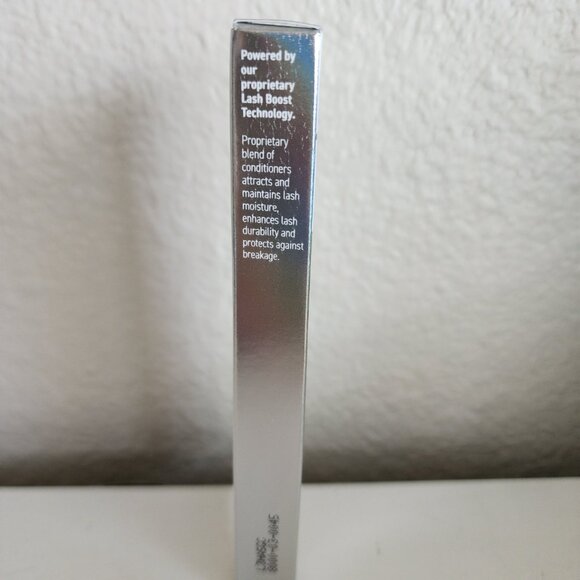 Powered by
our
proprietary
Lash Boost
Technology.
Proprietary
blend of
conditioners
attracts and
maintains lash
moisture,
enhances lash
durability and
protects against
breakage.